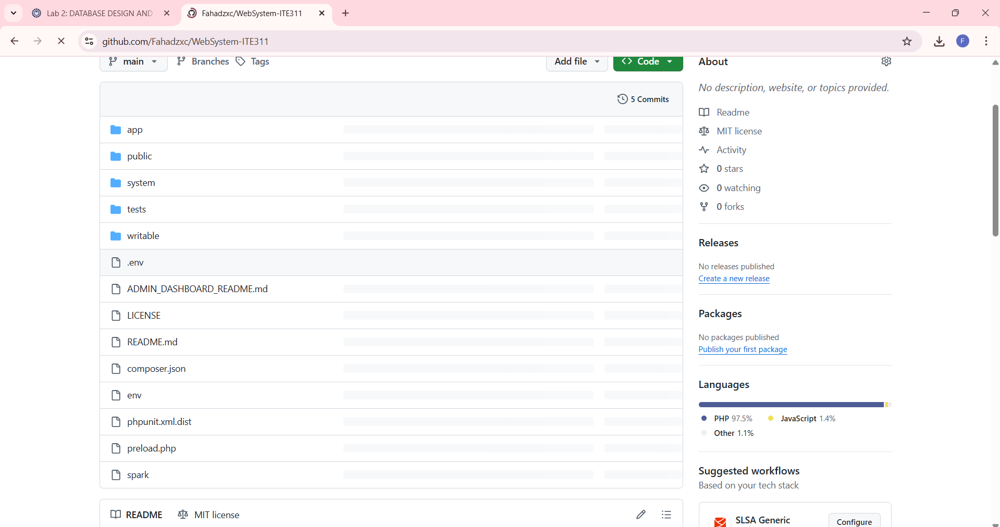 Lab 2: DATABASE DESIGN AND
Fahadzxc/WebSystem-ITE311
github.com/Fahadzxc/WebSystem-ITE311
F
main
Branches
Tags
Add file
Code
About
No description, website, or topics provided.
5 Commits
Readme
MIT license
Activity
0 stars
0 watching
0 forks
app
public
system
tests
writable
.env
ADMIN_DASHBOARD_README.md
LICENSE
README.md
composer.json
env
phpunit.xml.dist
preload.php
spark
Releases
No releases published
Create a new release
Packages
No packages published
Publish your first package
Languages
PHP 97.5%
JavaScript 1.4%
Other 1.1%
Suggested workflows
Based on your tech stack
SLSA Generic
Configure
README
MIT license